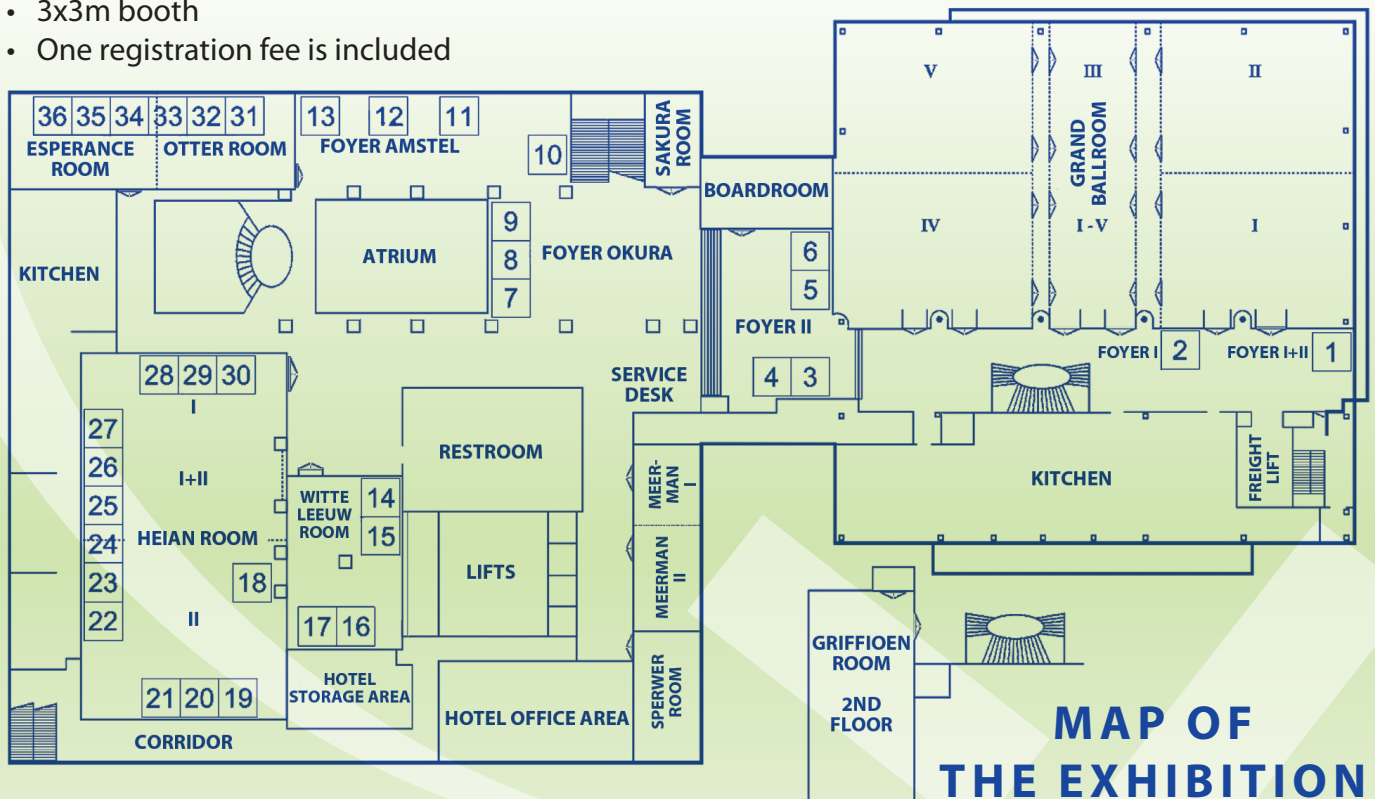 • 3x3m booth
• One registration fee is included
36 35 34 33 32 31
ESPERANCE
ROOM
OTTER ROOM
13 12 11
FOYER AMSTEL
10
SAKURA
ROOM
BOARDROOM
V
III
II
GRAND
BALLROOM
IV
I - V
I
KITCHEN
ATRIUM
9
8
7
FOYER OKURA
6
5
FOYER II
4 3
FOYER I
2
FOYER I+II
1
SERVICE
DESK
28 29 30
I
27
26
25
24
23
22
I+II
HEIAN ROOM
18
II
21 20 19
CORRIDOR
RESTROOM
WITTE
LEEUW
ROOM
14
15
17 16
LIFTS
HOTEL
STORAGE AREA
HOTEL OFFICE AREA
MEER-
MAN
I
MEERMAN
II
SPERWER
ROOM
KITCHEN
FREIGHT
LIFT
GRIFFIOEN
ROOM
2ND
FLOOR
MAP OF
THE EXHIBITION